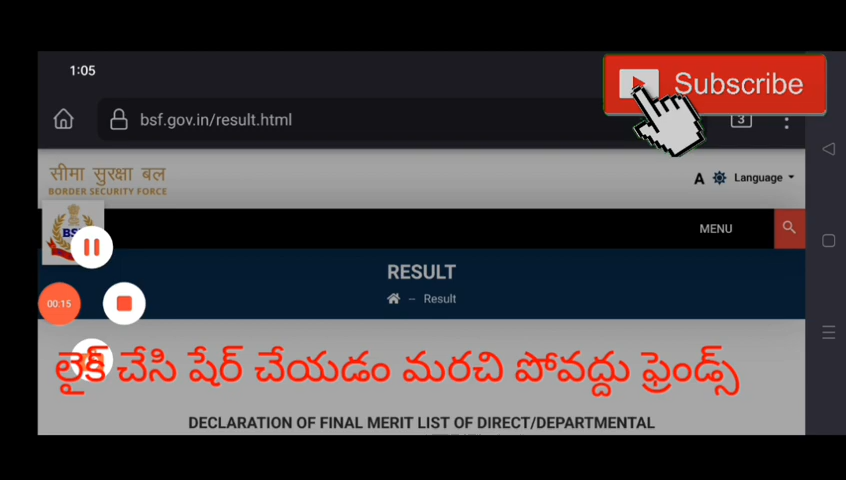 1:05
Subscribe
bsf.gov.in/result.html
3
सीमा सुरक्षा बल
BORDER SECURITY FORCE
A Language
BS
MENU
RESULT
– Result
00:15
లైక్ చేసి షేర్ చేయడం మరచి పోవద్దు ఫ్రెండ్స్
DECLARATION OF FINAL MERIT LIST OF DIRECT/DEPARTMENTAL